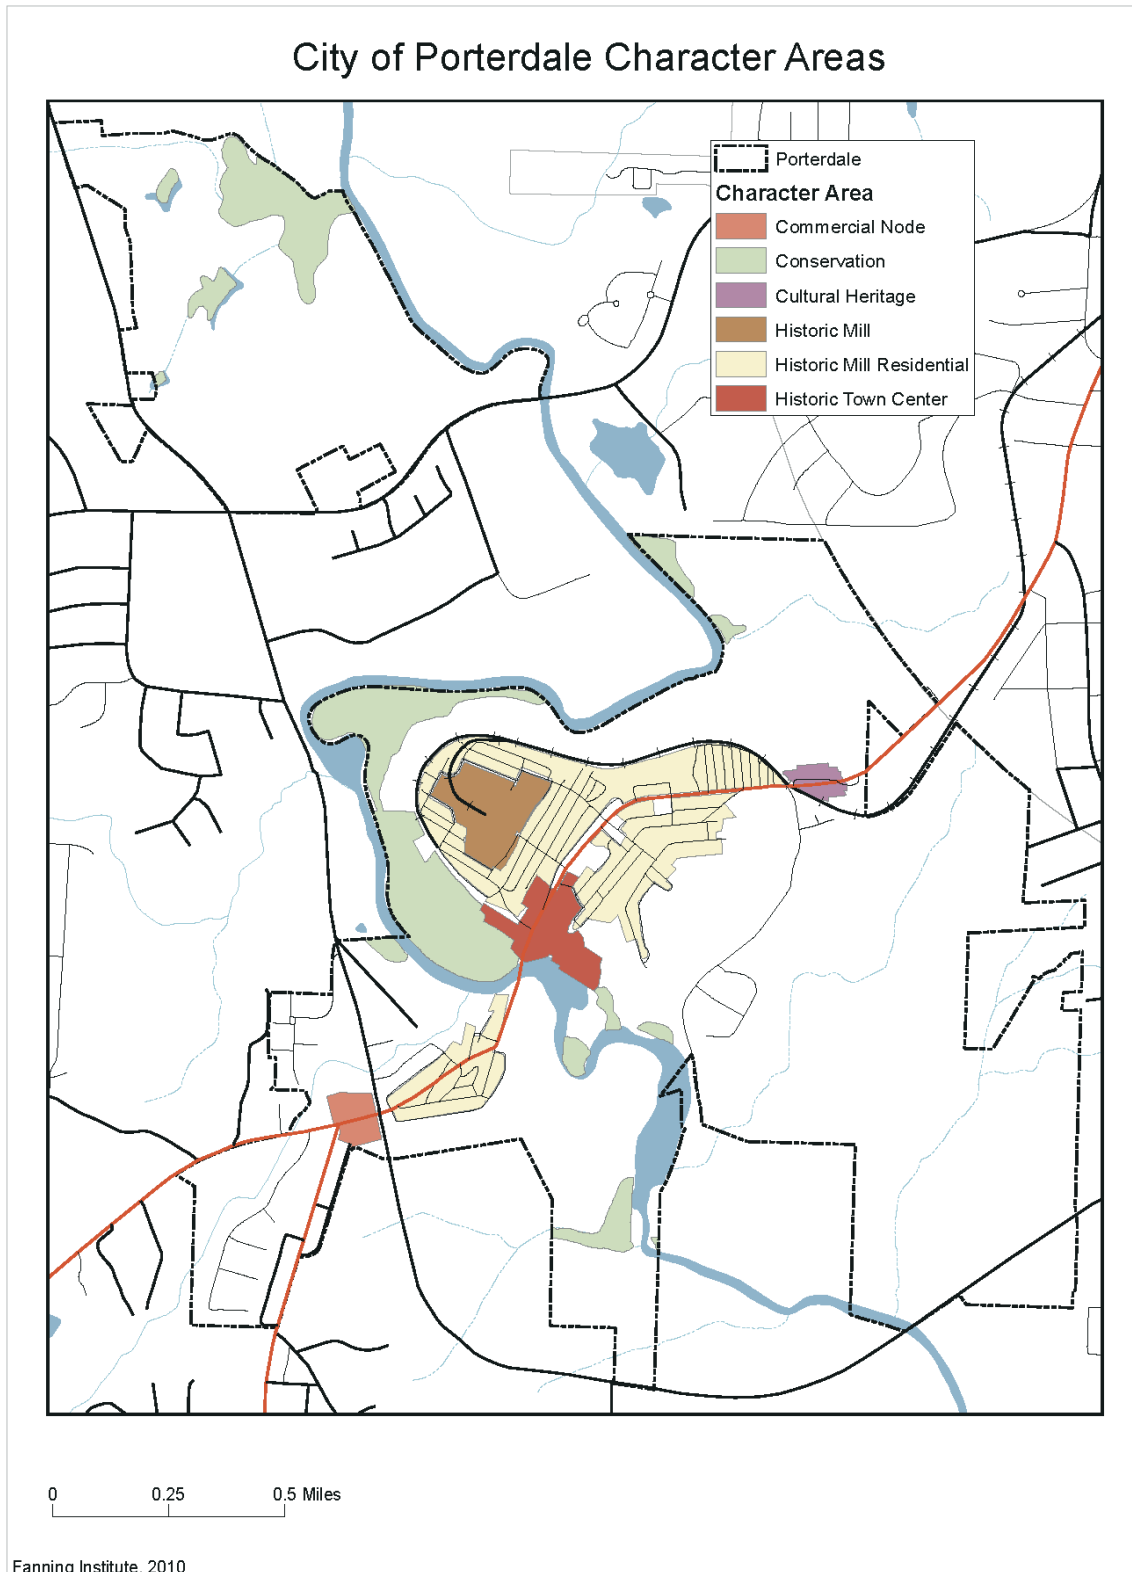 City of Porterdale Character Areas
Porterdale
Character Area
Commercial Node
Conservation
Cultural Heritage
Historic Mill
Historic Mill Residential
Historic Town Center
0 0.25 0.5 Miles
Fanning Institute, 2010